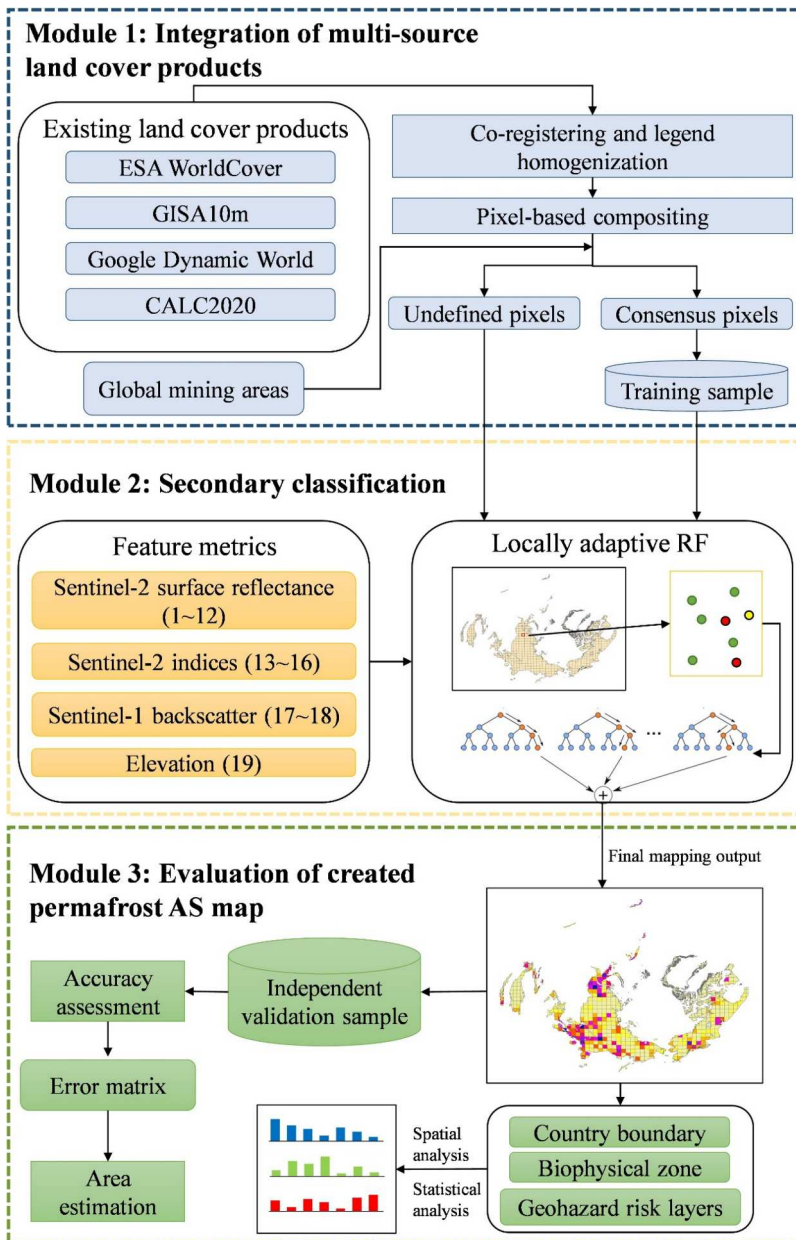 Module 1: Integration of multi-source
land cover products
Existing land cover products
ESA WorldCover
GISA10m
Google Dynamic World
CALC2020
Global mining areas
Co-registering and legend
homogenization
Pixel-based compositing
Undefined pixels
Consensus pixels
Training sample
Module 2: Secondary classification
Feature metrics
Sentinel-2 surface reflectance
(1~12)
Sentinel-2 indices (13~16)
Sentinel-1 backscatter (17~18)
Elevation (19)
Locally adaptive RF
...
+
Final mapping output
Module 3: Evaluation of created
permafrost AS map
Accuracy
assessment
Independent
validation sample
Error matrix
Area
estimation
Spatial
analysis
Statistical
analysis
Country boundary
Biophysical zone
Geohazard risk layers